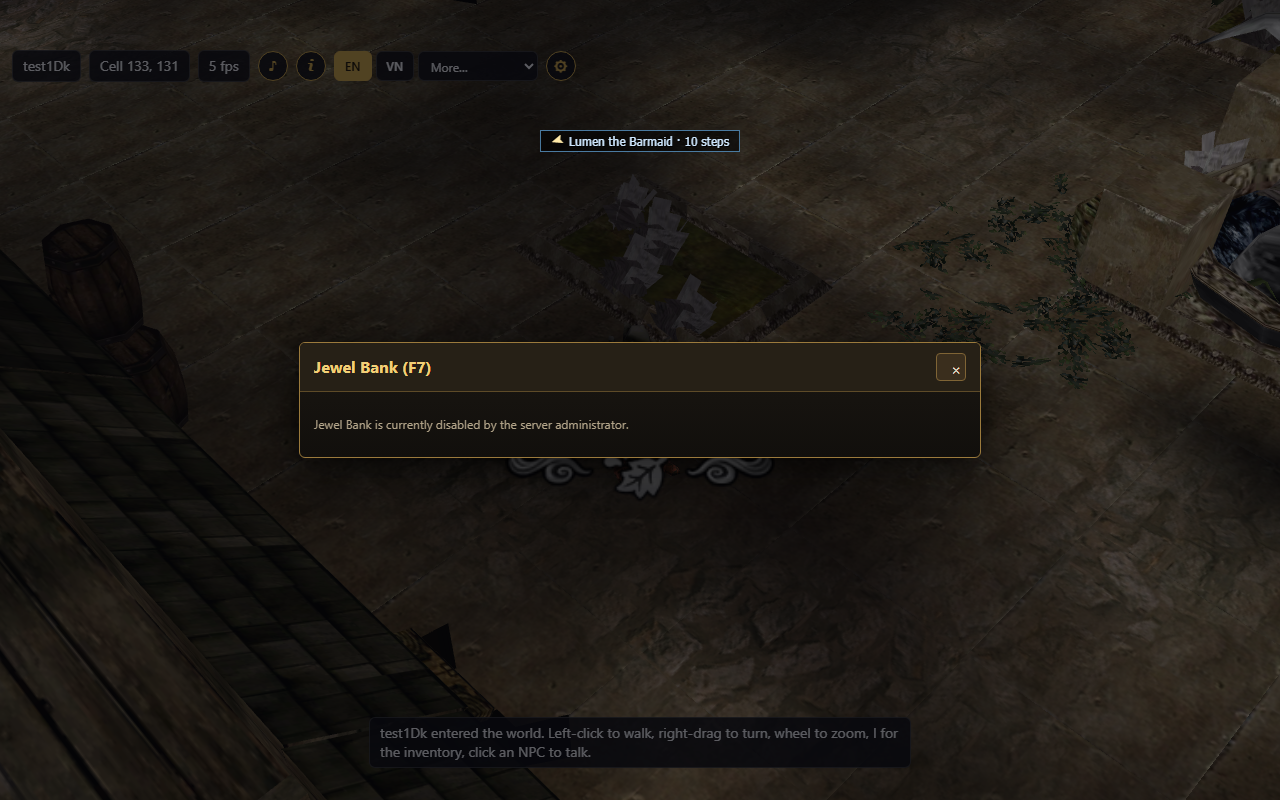 test1Dk
Cell 133, 131
5 fps
EN
VN
More...
Lumen the Barmaid · 10 steps
Jewel Bank (F7)
×
Jewel Bank is currently disabled by the server administrator.
test1Dk entered the world. Left-click to walk, right-drag to turn, wheel to zoom, I for
the inventory, click an NPC to talk.